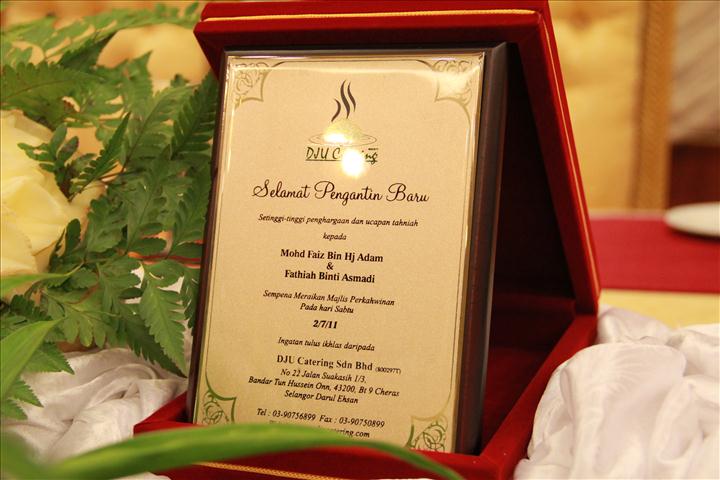 DJU Catering
Selamat Pengantin Baru
Setinggi-tinggi penghargaan dan ucapan tahniah
kepada
Mohd Faiz Bin Hj Adam
&
Fathiah Binti Asmadi
Sempena Meraikan Majlis Perkahwinan
Pada hari Sabtu
2/7/11
Ingatan tulus ikhlas daripada
DJU Catering Sdn Bhd (800297T)
No 22 Jalan Suakasih 1/3,
Bandar Tun Hussein Onn, 43200, Bt 9 Cheras
Selangor Darul Ehsan
Tel : 03-90756899 Fax : 03-90750899